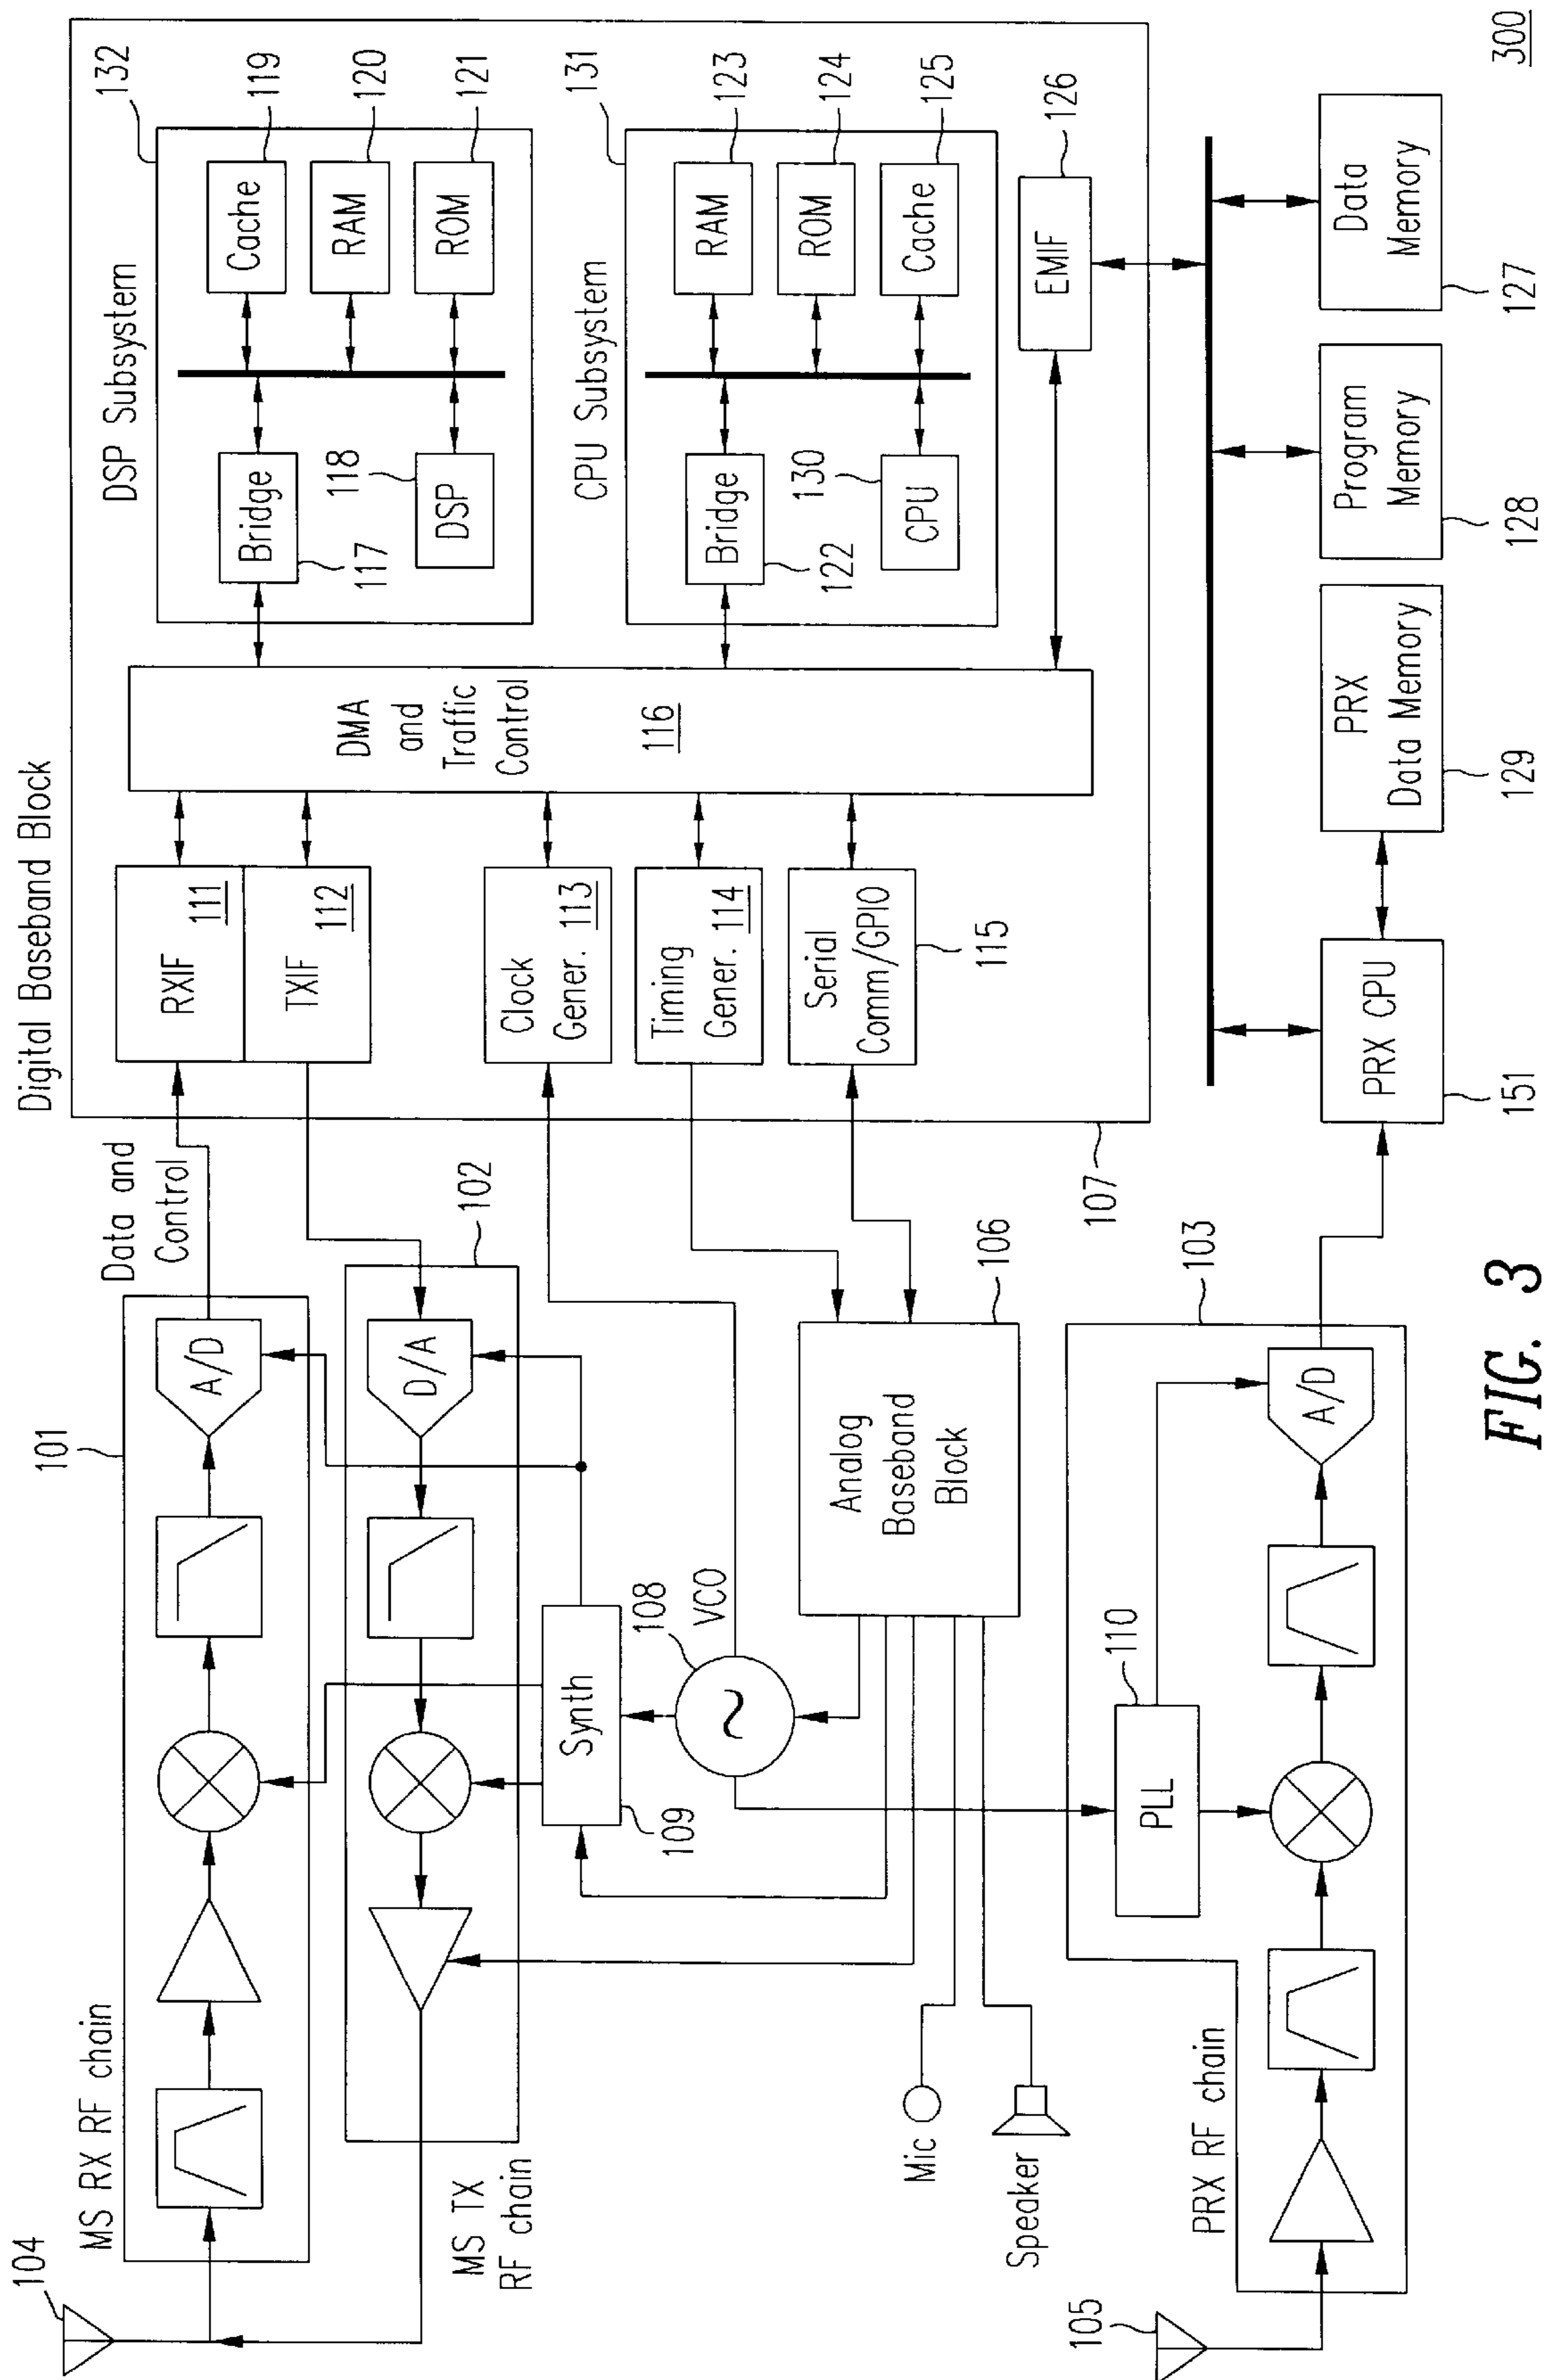 Digital Baseband Block
132
DSP Subsystem
Cache
119
RAM
120
ROM
121
Bridge
117
118
DSP
131
CPU Subsystem
RAM
123
ROM
124
Cache
125
Bridge
122
130
CPU
EMIF
126
DMA
and
Traffic
Control
116
RXIF
111
TXIF
112
Clock
Gener. 113
Timing
Gener. 114
Serial
Comm/GPIO
115
107
Data and
Control
104
101
MS RX RF chain
A/D
102
MS TX
RF chain
D/A
Synth
109
108
VCO
106
Analog
Baseband
Block
Mic
Speaker
103
PRX RF chain
105
110
PLL
A/D
PRX CPU
151
PRX
Data Memory
129
Program
Memory
128
Data
Memory
127
FIG. 3
300